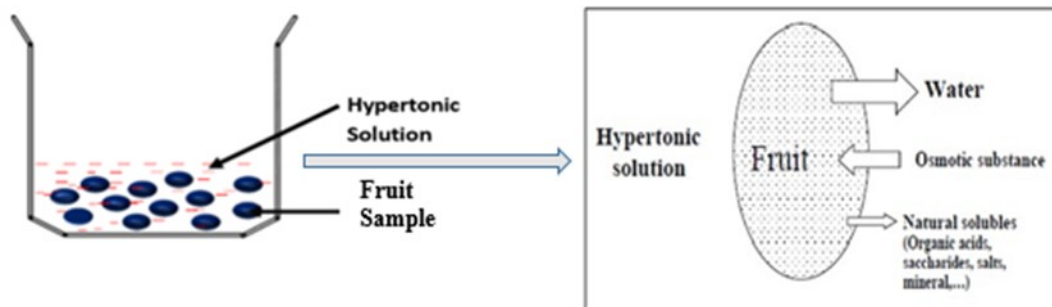 Hypertonic
Solution
Fruit
Sample
Hypertonic
solution
Fruit
Water
Osmotic substance
Natural solubles
(Organic acids,
saccharides, salts,
mineral,...)